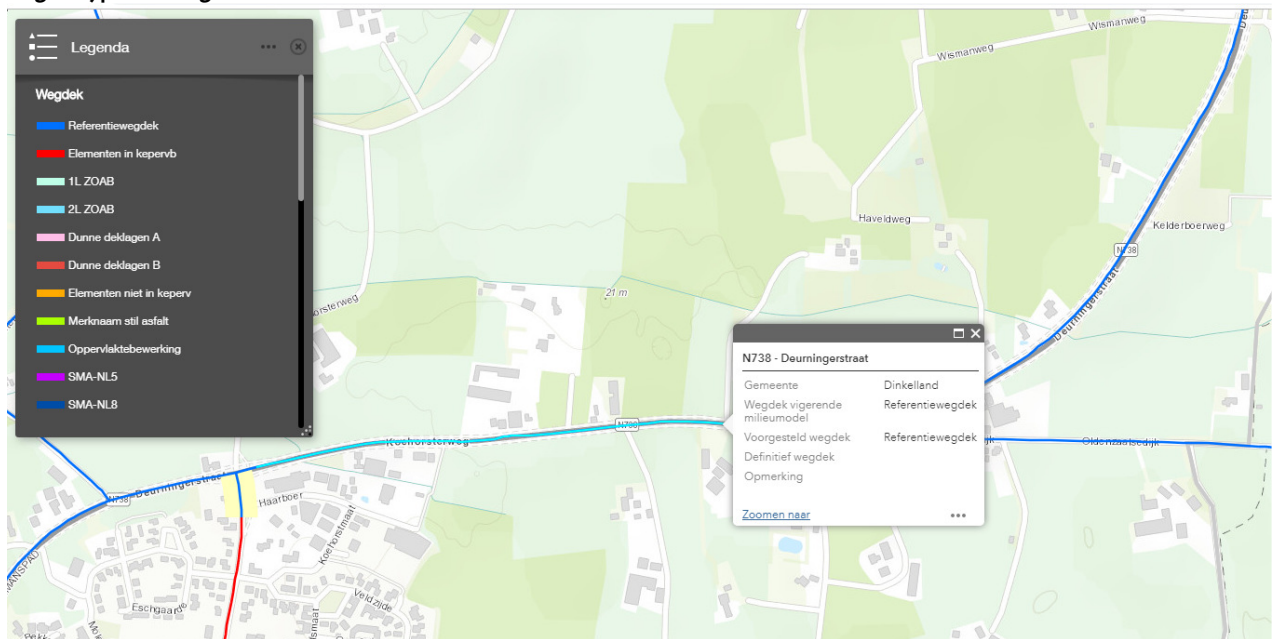 Legenda
Wegdek
Referentiewegdek
Elementen in kepervb
1L ZOAB
2L ZOAB
Dunne deklagen A
Dunne deklagen B
Elementen niet in keperv
Merknaam stil asfalt
Oppervlaktebewerking
SMA-NL5
SMA-NL8
Wismanweg
Wismanweg
Haveldweg
Kelderboerweg
N738
Deurningerstraat
21 m
orsterweg
N738 - Deurningerstraat
Gemeente Dinkelland
Wegdek vigerende milieumodel Referentiewegdek
Voorgesteld wegdek Referentiewegdek
Definitief wegdek
Opmerking
Zoomen naar
N738
Koehorsterweg
Oldenzaalsedijk
Deurningerstraat
N738
Haarboer
Koehorstmaat
Eschgaarde
Veldzijde
MANSPAD